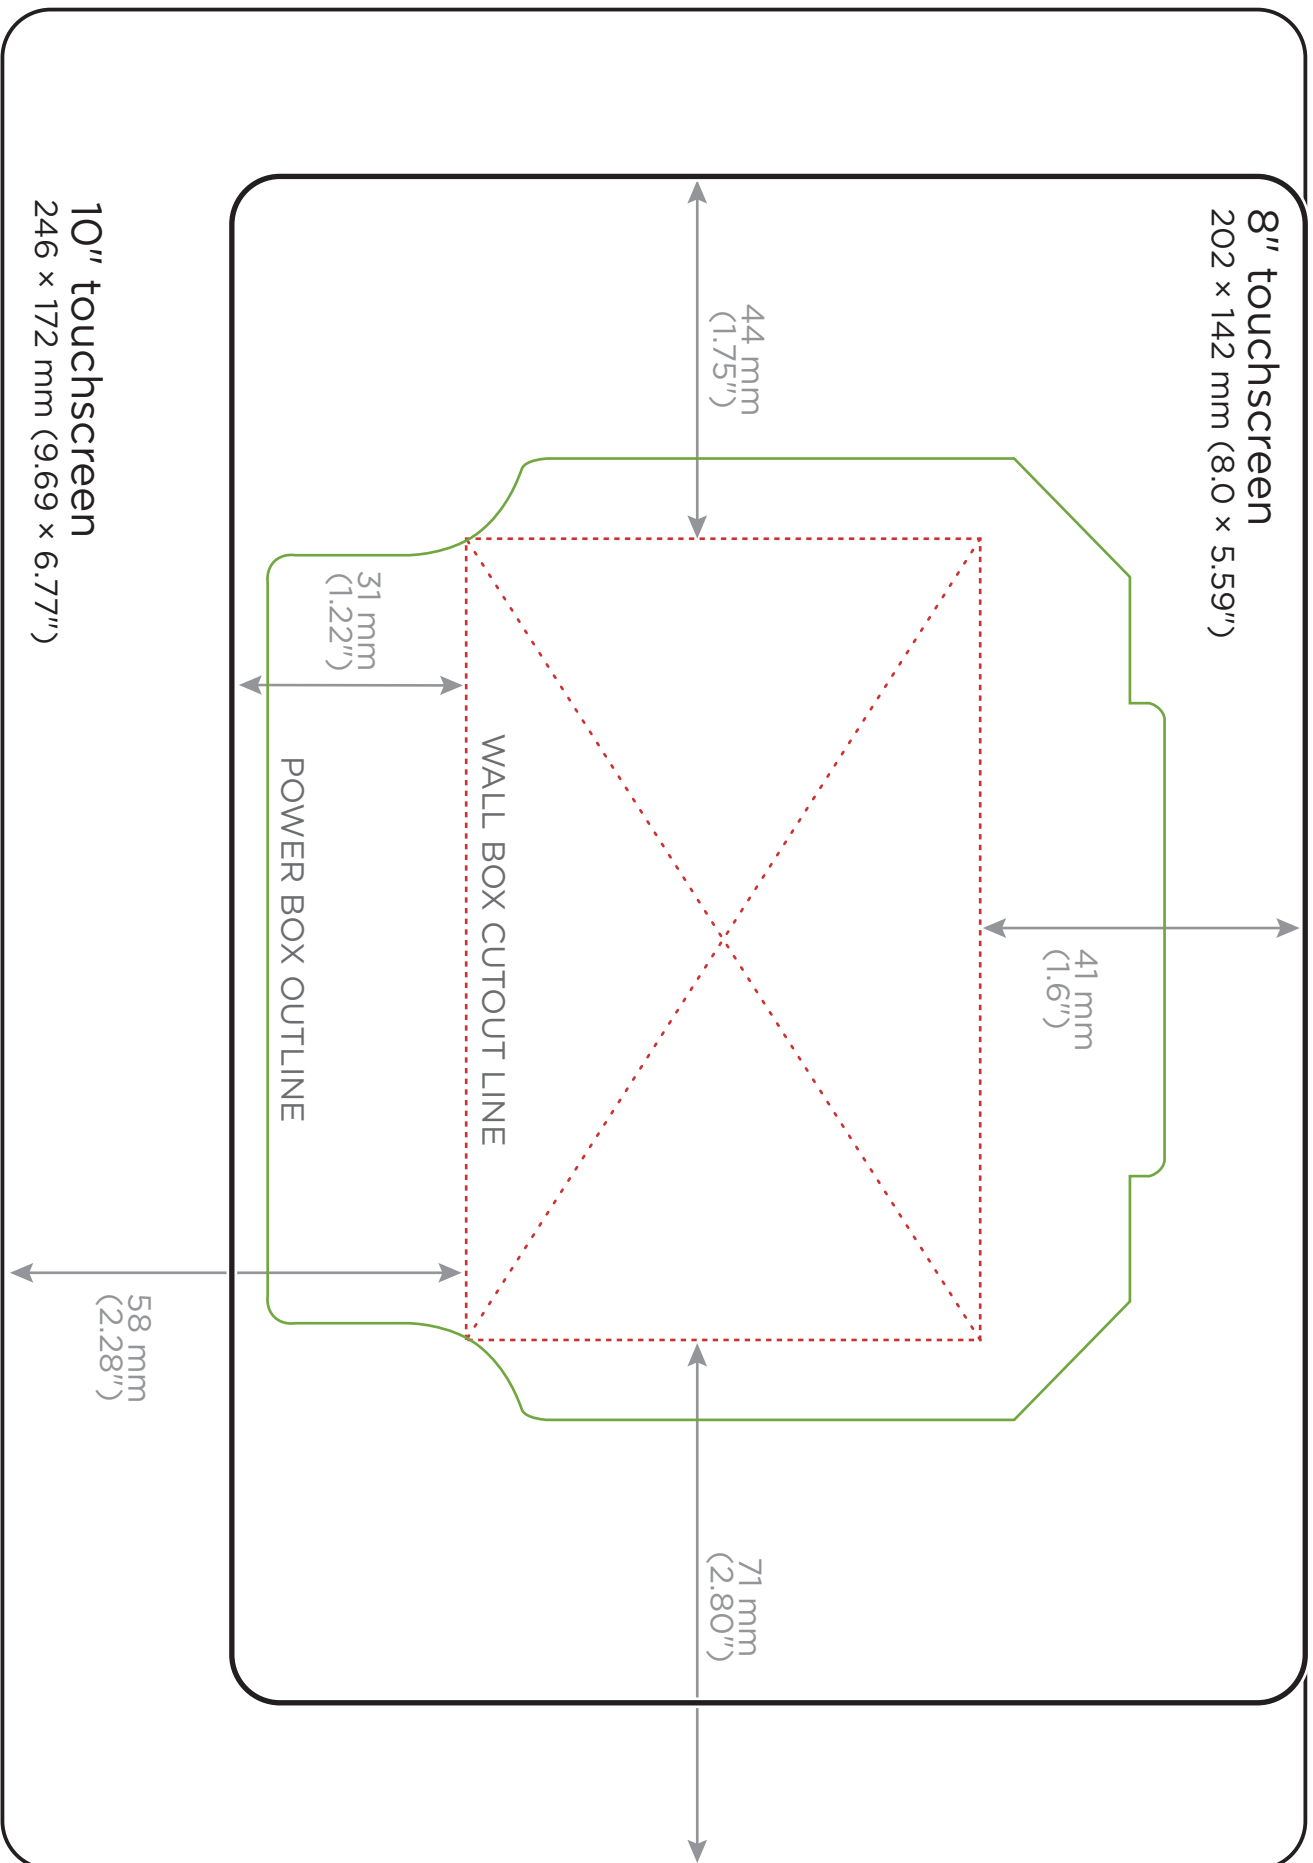 8" touchscreen
202 × 142 mm (8.0 × 5.59")
41 mm
(1.6")
44 mm
(1.75")
71 mm
(2.80")
WALL BOX CUTOUT LINE
31 mm
(1.22")
POWER BOX OUTLINE
58 mm
(2.28")
10" touchscreen
246 × 172 mm (9.69 × 6.77")